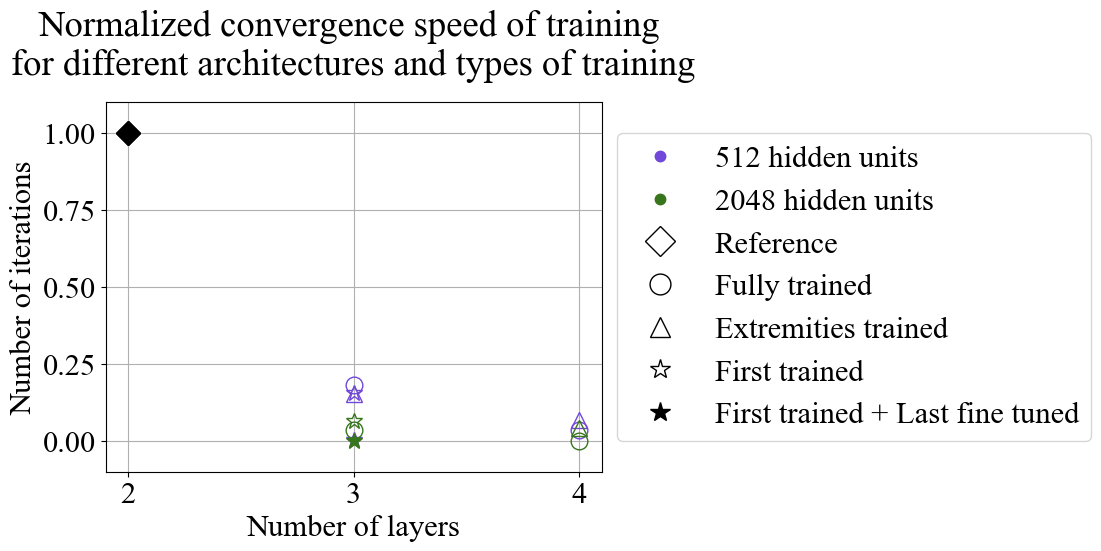 Normalized convergence speed of training
for different architectures and types of training
Number of iterations
1.00
0.75
0.50
0.25
0.00
2
3
4
Number of layers
512 hidden units
2048 hidden units
Reference
Fully trained
Extremities trained
First trained
First trained + Last fine tuned